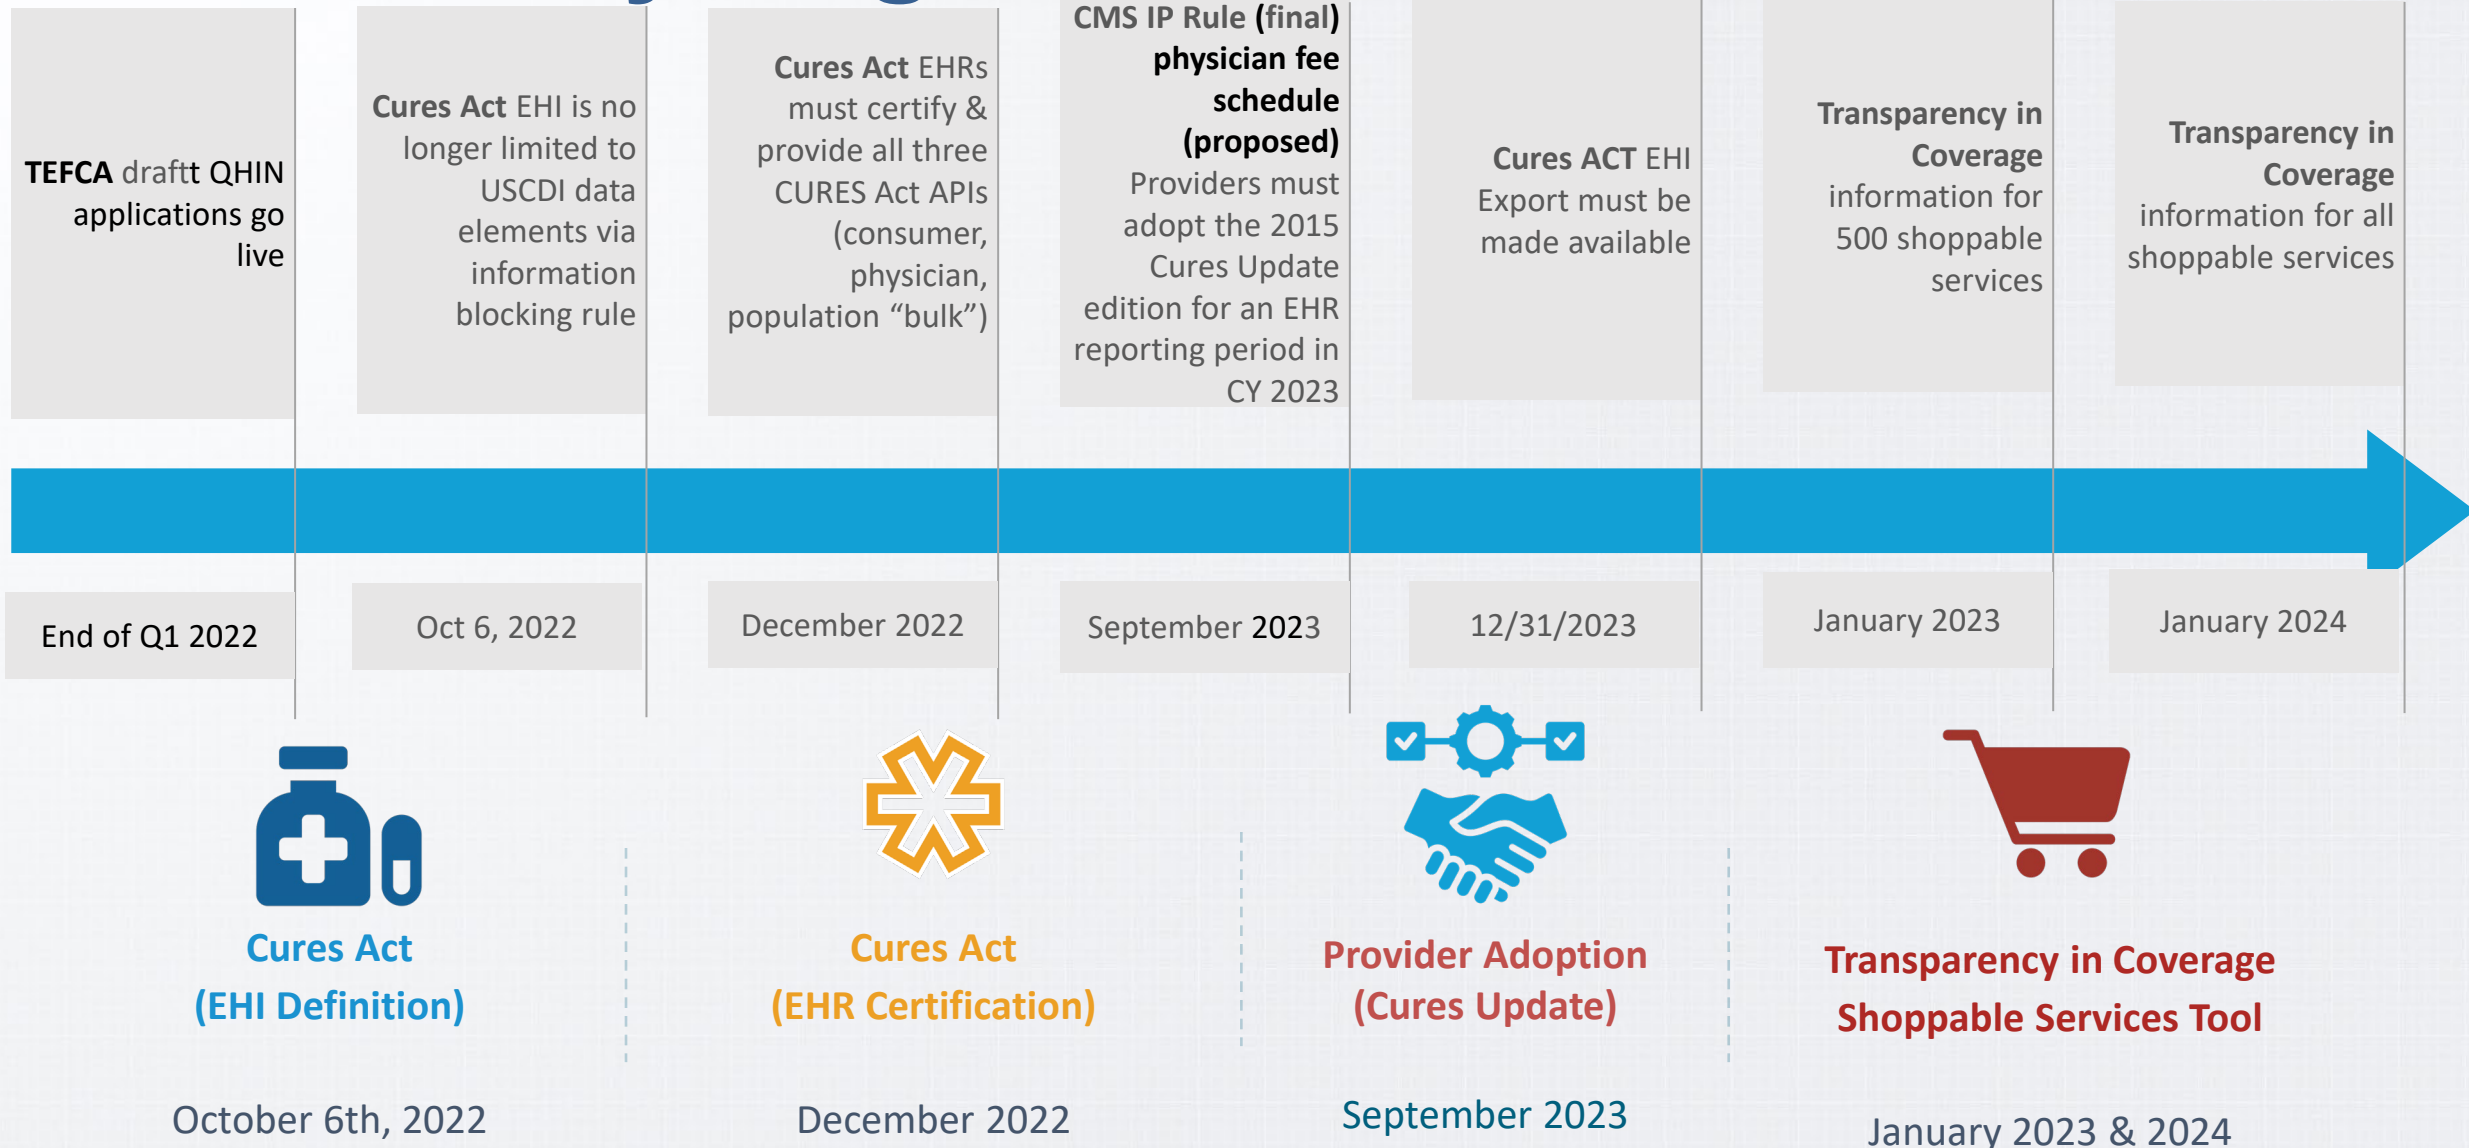 TEFCA draftt QHIN
applications go
live
Cures Act EHI is no
longer limited to
USCDI data
elements via
information
blocking rule
Cures Act EHRs
must certify &
provide all three
CURES Act APIs
(consumer,
physician,
population “bulk”)
CMS IP Rule (final)
physician fee
schedule
(proposed)
Providers must
adopt the 2015
Cures Update
edition for an EHR
reporting period in
CY 2023
Cures ACT EHI
Export must be
made available
Transparency in
Coverage
information for
500 shoppable
services
Transparency in
Coverage
information for all
shoppable services
End of Q1 2022
Oct 6, 2022
December 2022
September 2023
12/31/2023
January 2023
January 2024
Cures Act
(EHI Definition)
October 6th, 2022
Cures Act
(EHR Certification)
December 2022
Provider Adoption
(Cures Update)
September 2023
Transparency in Coverage
Shoppable Services Tool
January 2023 & 2024